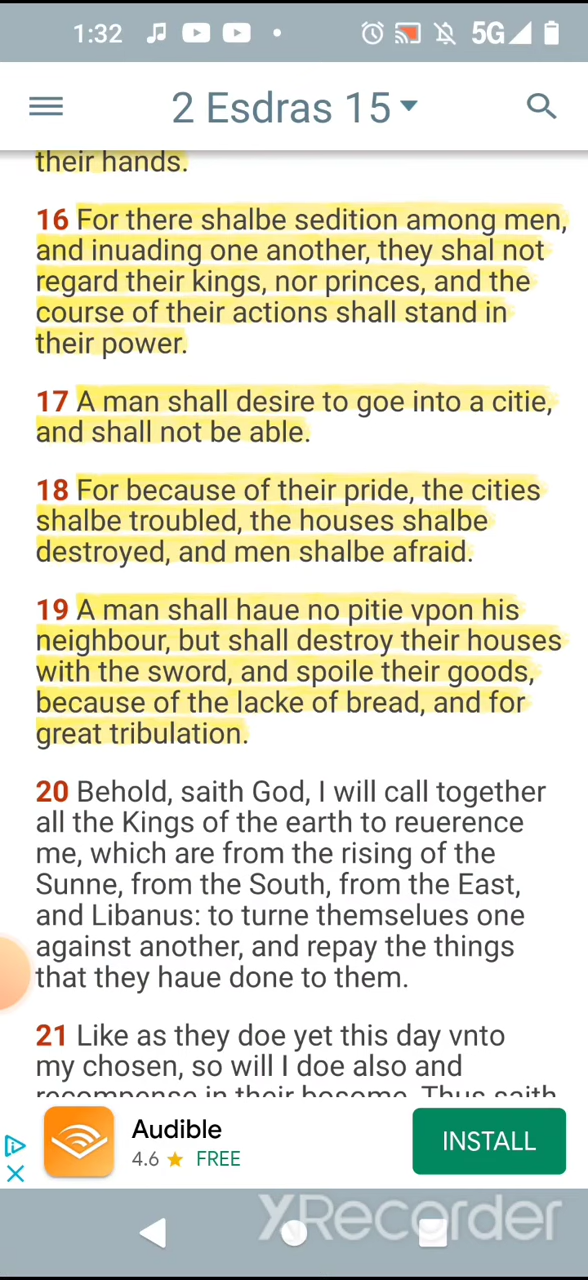 1:32
5G
2 Esdras 15
their hands.
16 For there shalbe sedition among men,
and inuading one another, they shal not
regard their kings, nor princes, and the
course of their actions shall stand in
their power.
17 A man shall desire to goe into a citie,
and shall not be able.
18 For because of their pride, the cities
shalbe troubled, the houses shalbe
destroyed, and men shalbe afraid.
19 A man shall haue no pitie vpon his
neighbour, but shall destroy their houses
with the sword, and spoile their goods,
because of the lacke of bread, and for
great tribulation.
20 Behold, saith God, I will call together
all the Kings of the earth to reuerence
me, which are from the rising of the
Sunne, from the South, from the East,
and Libanus: to turne themselues one
against another, and repay the things
that they haue done to them.
21 Like as they doe yet this day vnto
my chosen, so will I doe also and
recompense in their bosome. Thus saith
Audible
4.6 ★ FREE
INSTALL
XRecorder